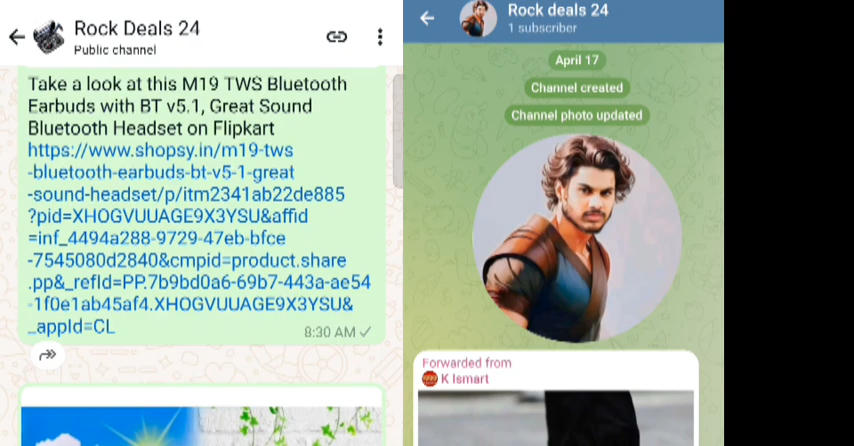 Rock Deals 24
Public channel
Take a look at this M19 TWS Bluetooth
Earbuds with BT v5.1, Great Sound
Bluetooth Headset on Flipkart
https://www.shopsy.in/m19-tws
-bluetooth-earbuds-bt-v5-1-great
-sound-headset/p/itm2341ab22de885
?pid=XHOGVUUAGE9X3YSU&affid
=inf_4494a288-9729-47eb-bfce
-7545080d2840&cmpid=product.share
.pp&_refId=PP.7b9bd0a6-69b7-443a-ae54
-1f0e1ab45af4.XHOGVUUAGE9X3YSU&
_appId=CL
8:30 AM
Rock deals 24
1 subscriber
April 17
Channel created
Channel photo updated
Forwarded from
K Ismart